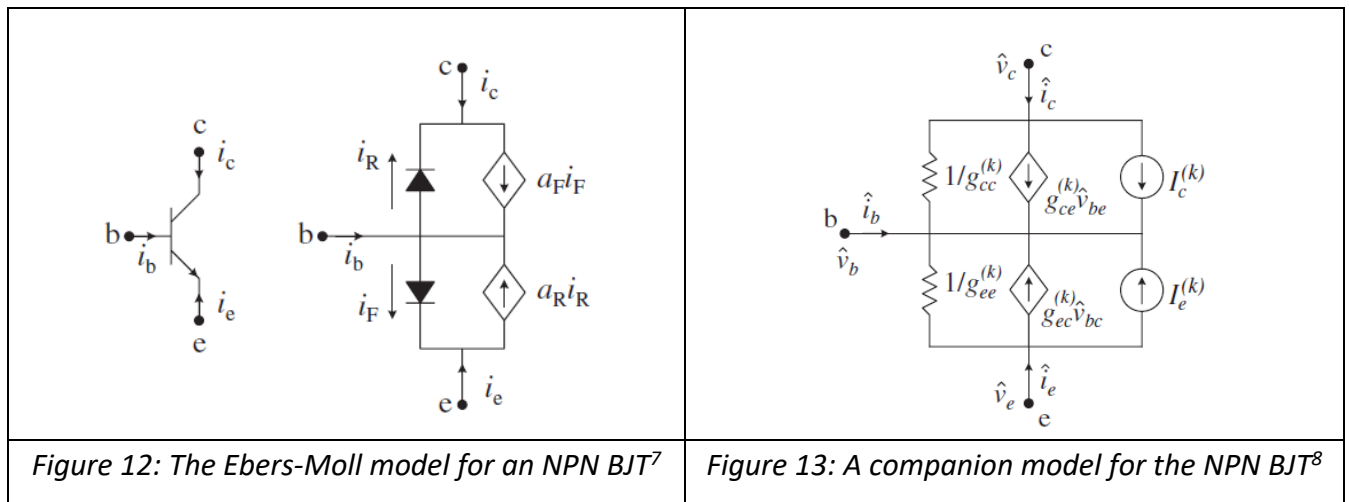 c
i_c
b
i_b
i_e
e
c
i_c
i_R
a_F i_F
b
i_b
i_F
a_R i_R
i_e
e
c
v̂_c
î_c
1/g_cc^(k)
g_ce^(k) v̂_be
I_c^(k)
b
î_b
v̂_b
1/g_ee^(k)
g_ec^(k) v̂_bc
I_e^(k)
v̂_e
î_e
e
Figure 12: The Ebers-Moll model for an NPN BJT⁷
Figure 13: A companion model for the NPN BJT⁸